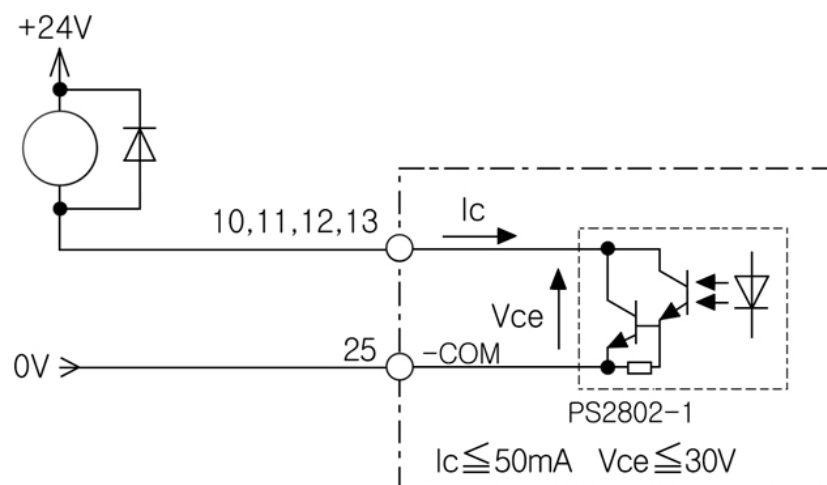 +24V
10,11,12,13
Ic
Vce
0V
25
-COM
PS2802-1
Ic≦50mA Vce≦30V